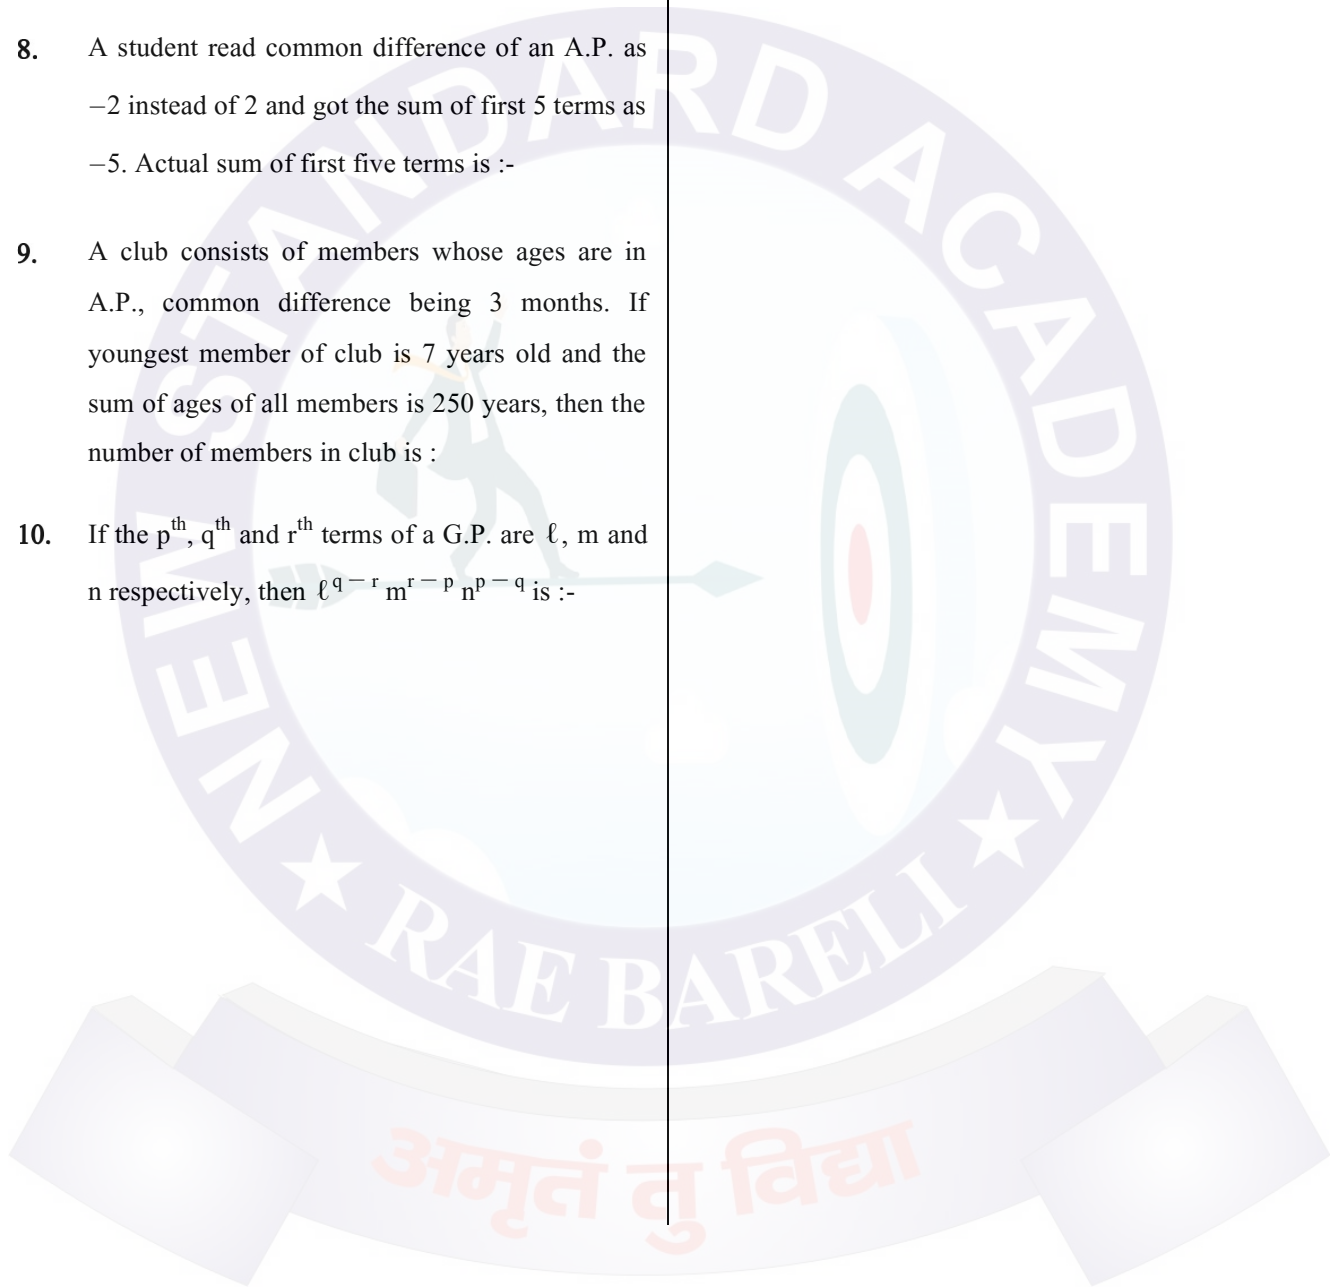 8. A student read common difference of an A.P. as
−2 instead of 2 and got the sum of first 5 terms as
−5. Actual sum of first five terms is :-
9. A club consists of members whose ages are in
A.P., common difference being 3 months. If
youngest member of club is 7 years old and the
sum of ages of all members is 250 years, then the
number of members in club is :
10. If the pᵗʰ, qᵗʰ and rᵗʰ terms of a G.P. are ℓ, m and
n respectively, then ℓ^{q − r} m^{r − p} n^{p − q} is :-
NEW STANDARD ACADEMY
★ RAE BARELI ★
अमृतं तु विद्या